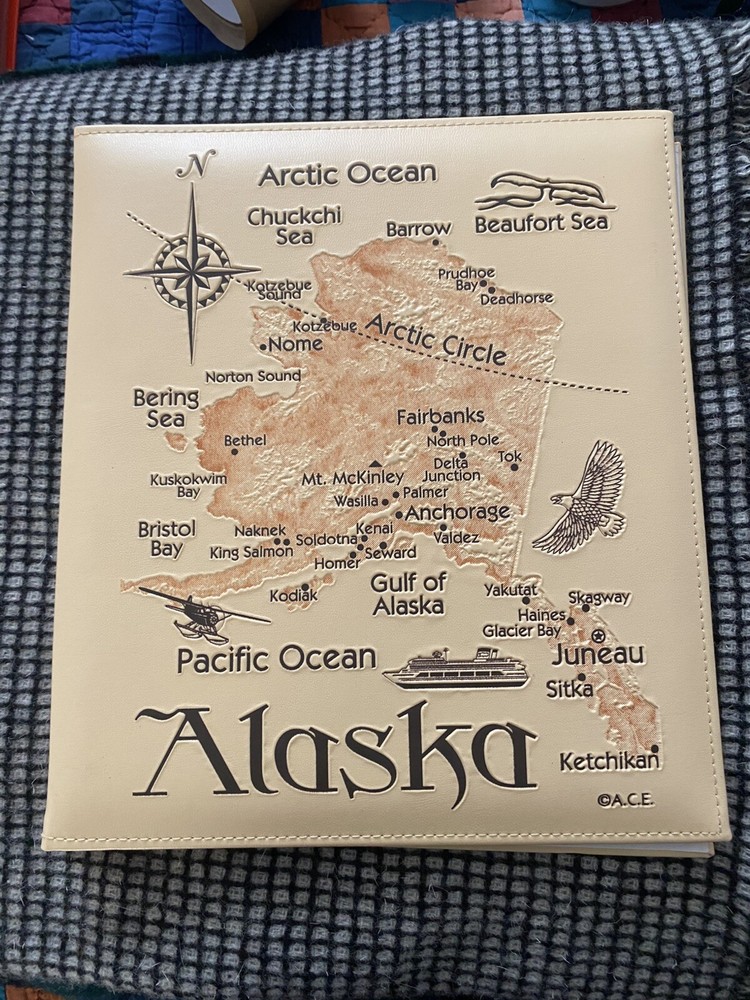 N
Arctic Ocean
Chuckchi
Sea
Beaufort Sea
Barrow
Prudhoe
Bay
Deadhorse
Kotzebue
Sound
Kotzebue
Arctic Circle
Nome
Norton Sound
Bering
Sea
Fairbanks
North Pole
Bethel
Delta
Junction
Tok
Mt. McKinley
Kuskokwim
Bay
Wasilla
Palmer
Anchorage
Bristol
Bay
Naknek
King Salmon
Soldotna
Kenai
Valdez
Homer
Seward
Kodiak
Gulf of
Alaska
Yakutat
Skagway
Haines
Glacier Bay
Pacific Ocean
Juneau
Sitka
Alaska
Ketchikan
©A.C.E.